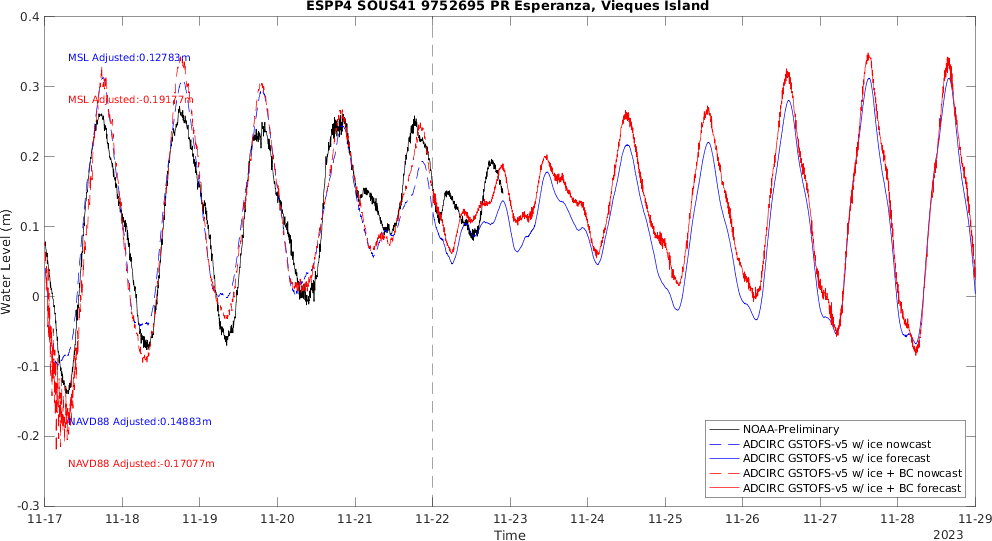 ESPP4 SOUS41 9752695 PR Esperanza, Vieques Island
0.4
0.3
0.2
0.1
0
-0.1
-0.2
-0.3
Water Level (m)
MSL Adjusted:0.12783m
MSL Adjusted:-0.19177m
NAVD88 Adjusted:0.14883m
NAVD88 Adjusted:-0.17077m
NOAA-Preliminary
ADCIRC GSTOFS-v5 w/ ice nowcast
ADCIRC GSTOFS-v5 w/ ice forecast
ADCIRC GSTOFS-v5 w/ ice + BC nowcast
ADCIRC GSTOFS-v5 w/ ice + BC forecast
11-17 11-18 11-19 11-20 11-21 11-22 11-23 11-24 11-25 11-26 11-27 11-28 11-29
Time
2023